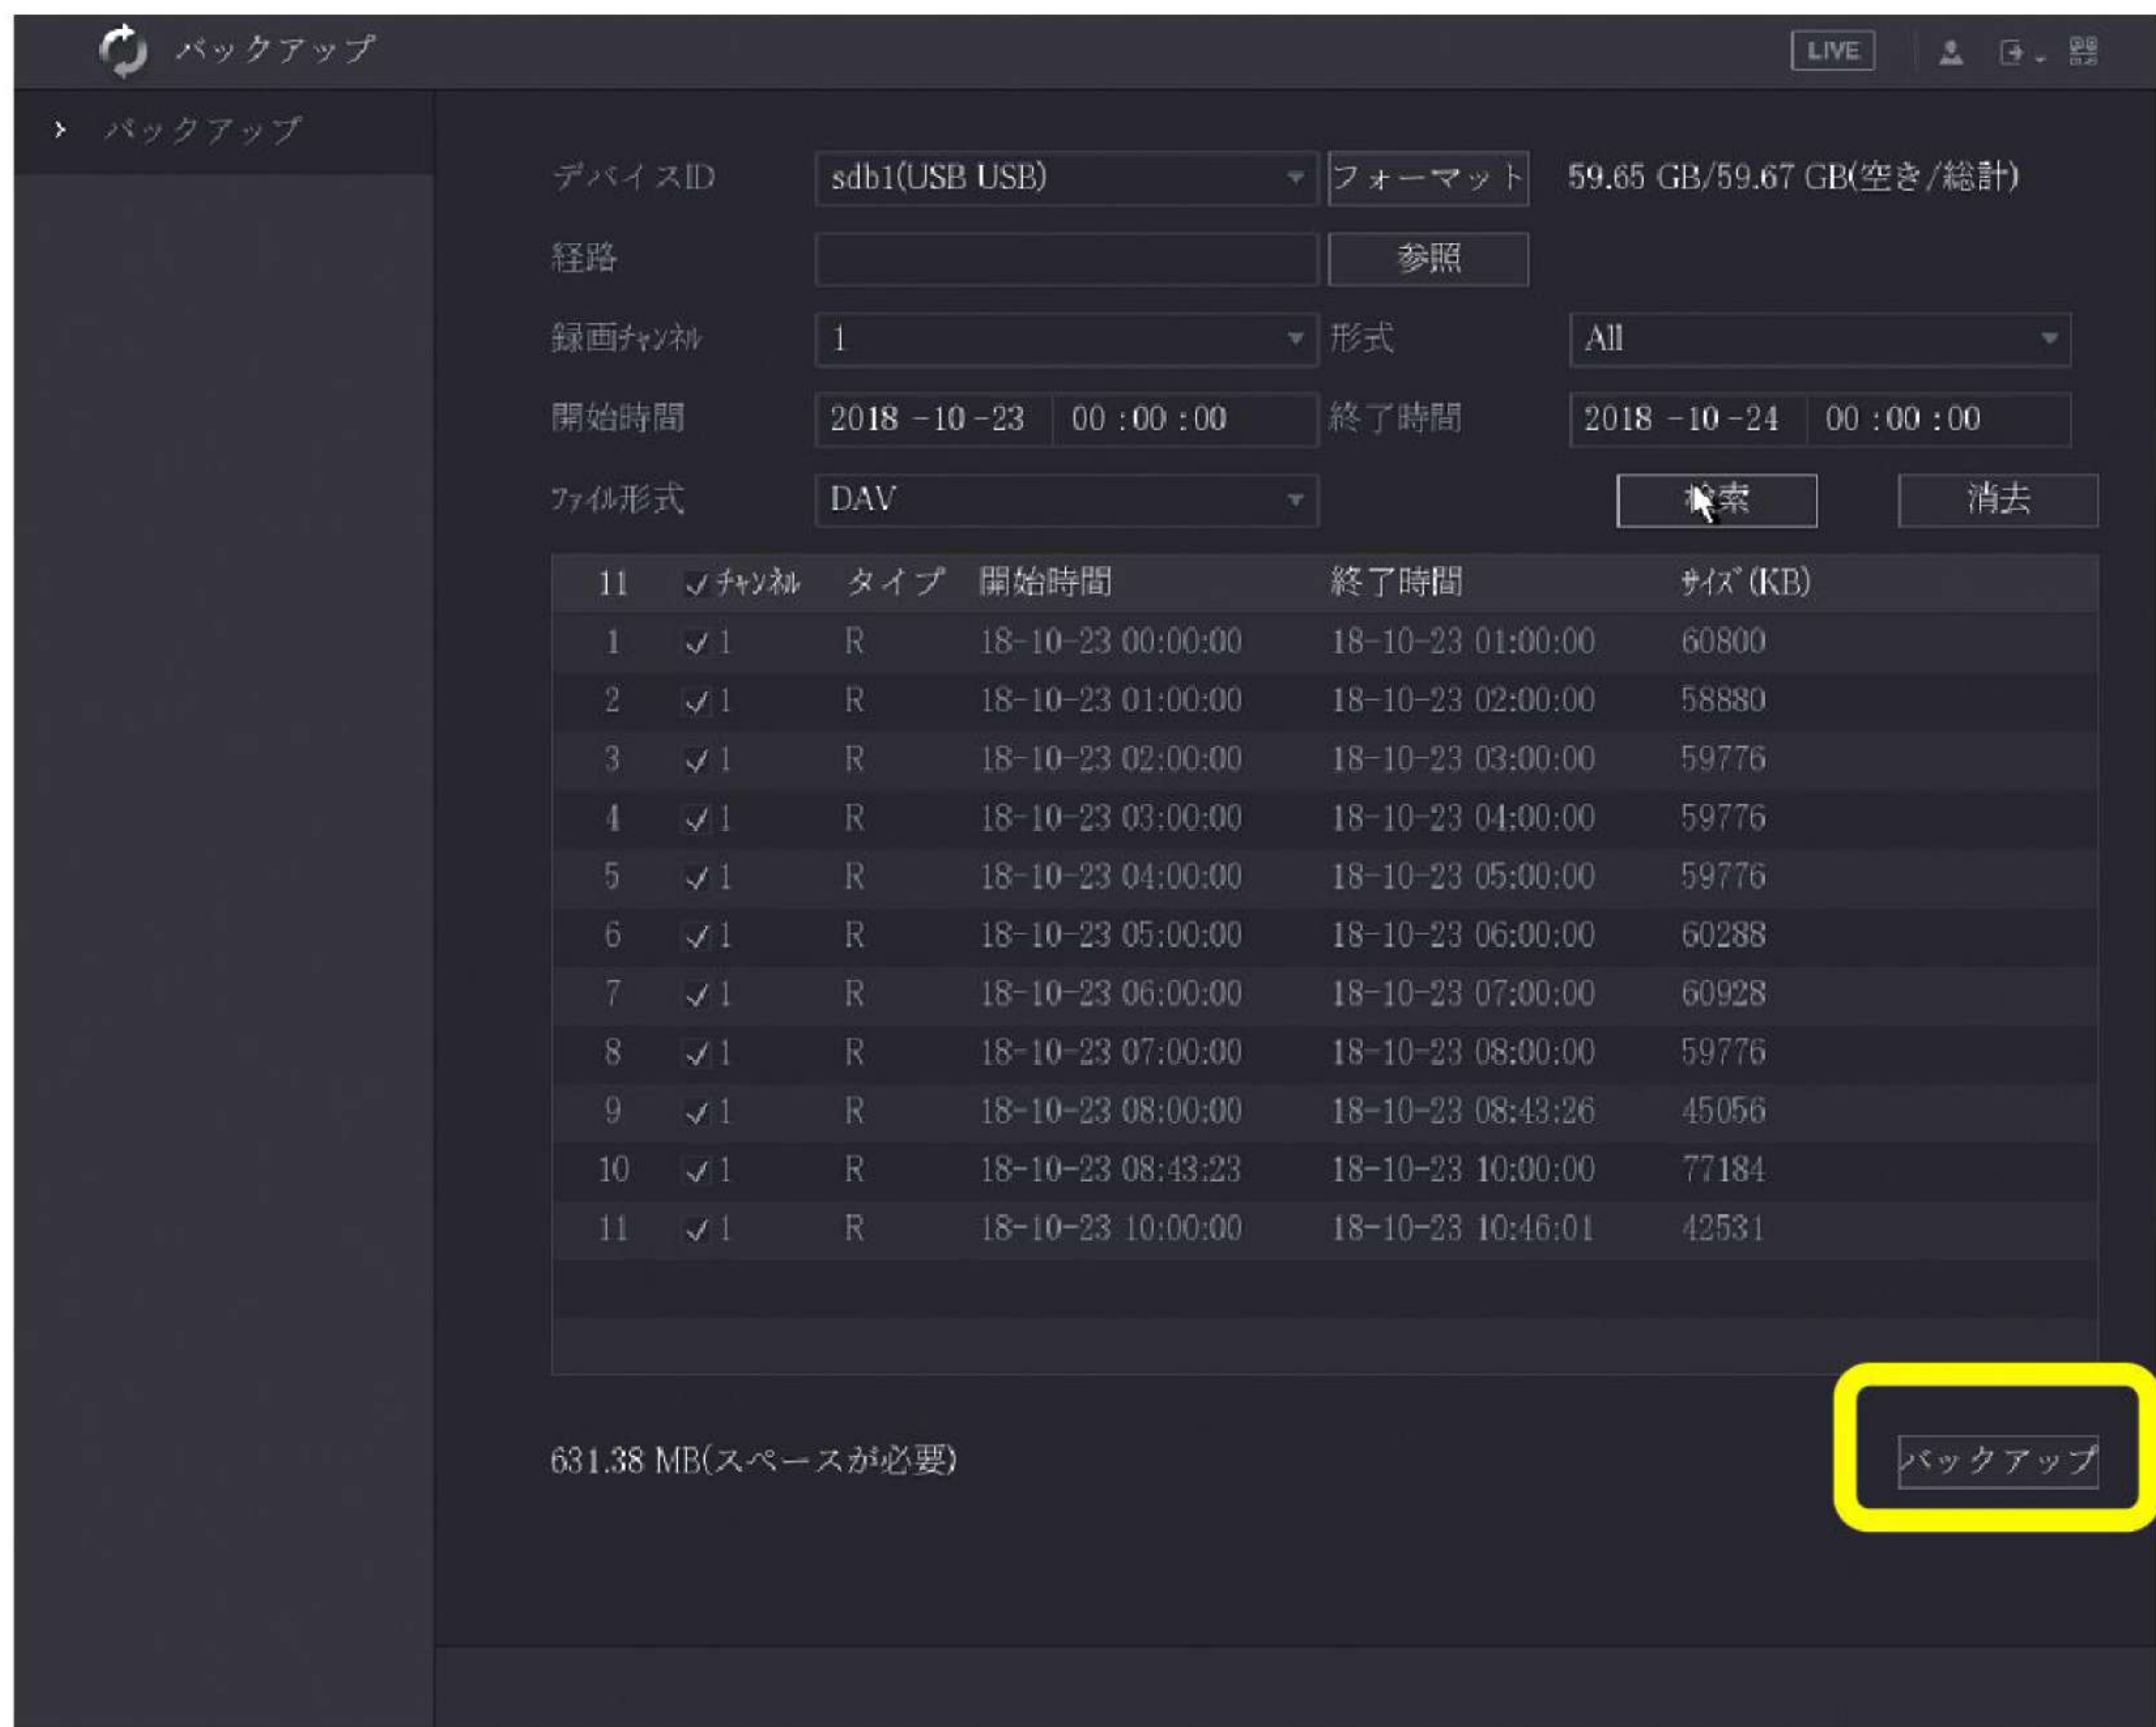 バックアップ LIVE
バックアップ
デバイスID sdb1(USB USB) フォーマット 59.65 GB/59.67 GB(空き/総計)
経路 参照
録画ﾁｬﾝﾈﾙ 1 形式 All
開始時間 2018 -10 -23 00 :00 :00 終了時間 2018 -10 -24 00 :00 :00
ﾌｧｲﾙ形式 DAV 検索 消去
11 ﾁｬﾝﾈﾙ タイプ 開始時間 終了時間 ｻｲｽﾞ(KB)
1 1 R 18-10-23 00:00:00 18-10-23 01:00:00 60800
2 1 R 18-10-23 01:00:00 18-10-23 02:00:00 58880
3 1 R 18-10-23 02:00:00 18-10-23 03:00:00 59776
4 1 R 18-10-23 03:00:00 18-10-23 04:00:00 59776
5 1 R 18-10-23 04:00:00 18-10-23 05:00:00 59776
6 1 R 18-10-23 05:00:00 18-10-23 06:00:00 60288
7 1 R 18-10-23 06:00:00 18-10-23 07:00:00 60928
8 1 R 18-10-23 07:00:00 18-10-23 08:00:00 59776
9 1 R 18-10-23 08:00:00 18-10-23 08:43:26 45056
10 1 R 18-10-23 08:43:23 18-10-23 10:00:00 77184
11 1 R 18-10-23 10:00:00 18-10-23 10:46:01 42531
631.38 MB(スペースが必要) バックアップ